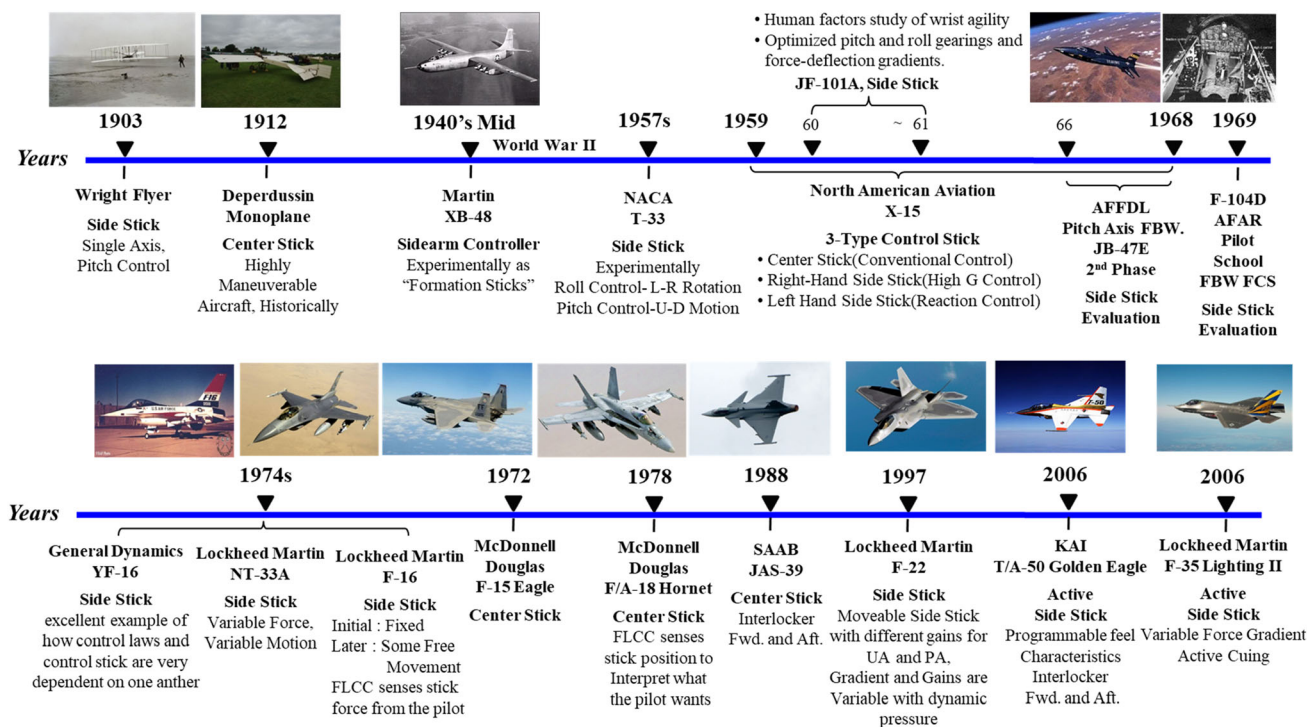 • Human factors study of wrist agility
• Optimized pitch and roll gearings and
force-deflection gradients.
JF-101A, Side Stick
1903
1912
1940's Mid
World War II
1957s
1959
60
~ 61
66
1968
1969
Years
Wright Flyer
Side Stick
Single Axis,
Pitch Control
Deperdussin
Monoplane
Center Stick
Highly
Maneuverable
Aircraft, Historically
Martin
XB-48
Sidearm Controller
Experimentally as
“Formation Sticks”
NACA
T-33
Side Stick
Experimentally
Roll Control- L-R Rotation
Pitch Control-U-D Motion
North American Aviation
X-15
3-Type Control Stick
• Center Stick(Conventional Control)
• Right-Hand Side Stick(High G Control)
• Left Hand Side Stick(Reaction Control)
AFFDL
Pitch Axis FBW.
JB-47E
2nd Phase
Side Stick
Evaluation
F-104D
AFAR
Pilot
School
FBW FCS
Side Stick
Evaluation
F-16
U.S. AIR FORCE
T-50
1974s
1972
1978
1988
1997
2006
2006
Years
General Dynamics
YF-16
Side Stick
excellent example of
how control laws and
control stick are very
dependent on one anther
Lockheed Martin
NT-33A
Side Stick
Variable Force,
Variable Motion
Lockheed Martin
F-16
Side Stick
Initial : Fixed
Later : Some Free
Movement
FLCC senses stick
force from the pilot
McDonnell
Douglas
F-15 Eagle
Center Stick
McDonnell
Douglas
F/A-18 Hornet
Center Stick
FLCC senses
stick position to
Interpret what
the pilot wants
SAAB
JAS-39
Center Stick
Interlocker
Fwd. and Aft.
Lockheed Martin
F-22
Side Stick
Moveable Side Stick
with different gains for
UA and PA,
Gradient and Gains are
Variable with dynamic
pressure
KAI
T/A-50 Golden Eagle
Active
Side Stick
Programmable feel
Characteristics
Interlocker
Fwd. and Aft.
Lockheed Martin
F-35 Lighting II
Active
Side Stick
Variable Force Gradient
Active Cuing